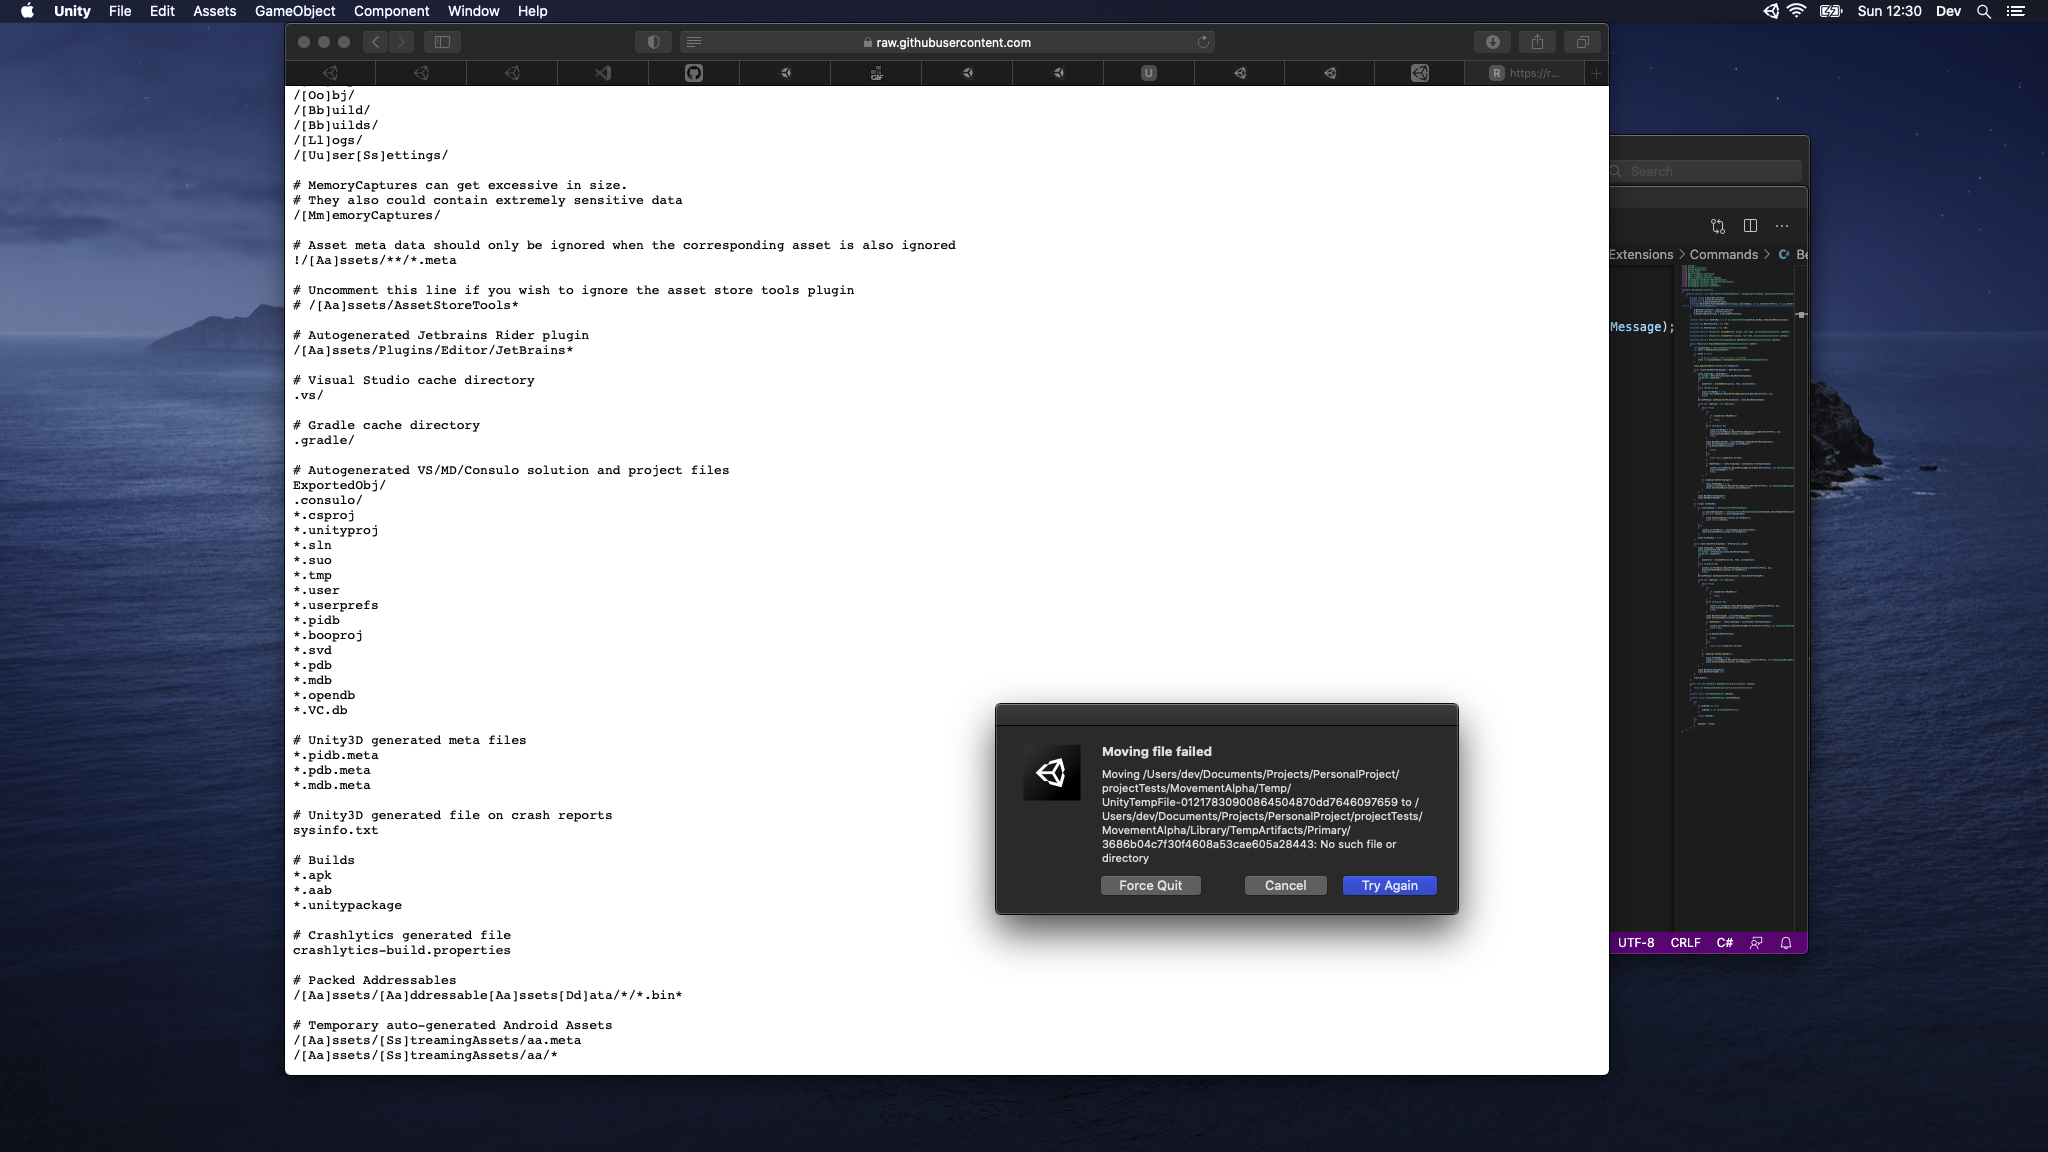 Unity File Edit Assets GameObject Component Window Help
Sun 12:30 Dev
raw.githubusercontent.com
U
R https://r...
/[Oo]bj/
/[Bb]uild/
/[Bb]uilds/
/[Ll]ogs/
/[Uu]ser[Ss]ettings/
# MemoryCaptures can get excessive in size.
# They also could contain extremely sensitive data
/[Mm]emoryCaptures/
# Asset meta data should only be ignored when the corresponding asset is also ignored
!/[Aa]ssets/**/*.meta
# Uncomment this line if you wish to ignore the asset store tools plugin
# /[Aa]ssets/AssetStoreTools*
# Autogenerated Jetbrains Rider plugin
/[Aa]ssets/Plugins/Editor/JetBrains*
# Visual Studio cache directory
.vs/
# Gradle cache directory
.gradle/
# Autogenerated VS/MD/Consulo solution and project files
ExportedObj/
.consulo/
*.csproj
*.unityproj
*.sln
*.suo
*.tmp
*.user
*.userprefs
*.pidb
*.booproj
*.svd
*.pdb
*.mdb
*.opendb
*.VC.db
# Unity3D generated meta files
*.pidb.meta
*.pdb.meta
*.mdb.meta
# Unity3D generated file on crash reports
sysinfo.txt
# Builds
*.apk
*.aab
*.unitypackage
# Crashlytics generated file
crashlytics-build.properties
# Packed Addressables
/[Aa]ssets/[Aa]ddressable[Aa]ssets[Dd]ata/*/*.bin*
# Temporary auto-generated Android Assets
/[Aa]ssets/[Ss]treamingAssets/aa.meta
/[Aa]ssets/[Ss]treamingAssets/aa/*
Moving file failed
Moving /Users/dev/Documents/Projects/PersonalProject/
projectTests/MovementAlpha/Temp/
UnityTempFile-01217830900864504870dd7646097659 to /
Users/dev/Documents/Projects/PersonalProject/projectTests/
MovementAlpha/Library/TempArtifacts/Primary/
3686b04c7f30f4608a53cae605a28443: No such file or
directory
Force Quit Cancel Try Again
Search
Extensions > Commands > Be
Message);
UTF-8 CRLF C#